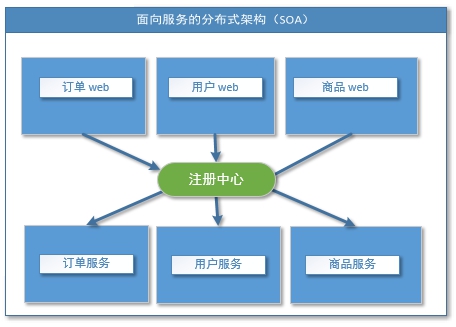 面向服务的分布式架构（SOA）
订单 web
用户 web
商品 web
注册中心
订单服务
用户服务
商品服务